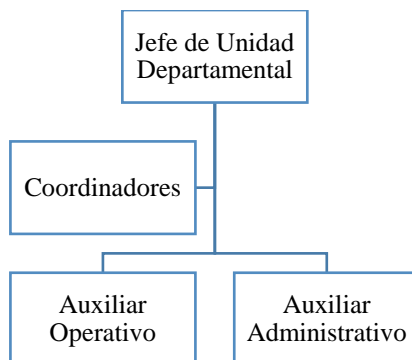 Jefe de Unidad
Departamental
Coordinadores
Auxiliar
Operativo
Auxiliar
Administrativo